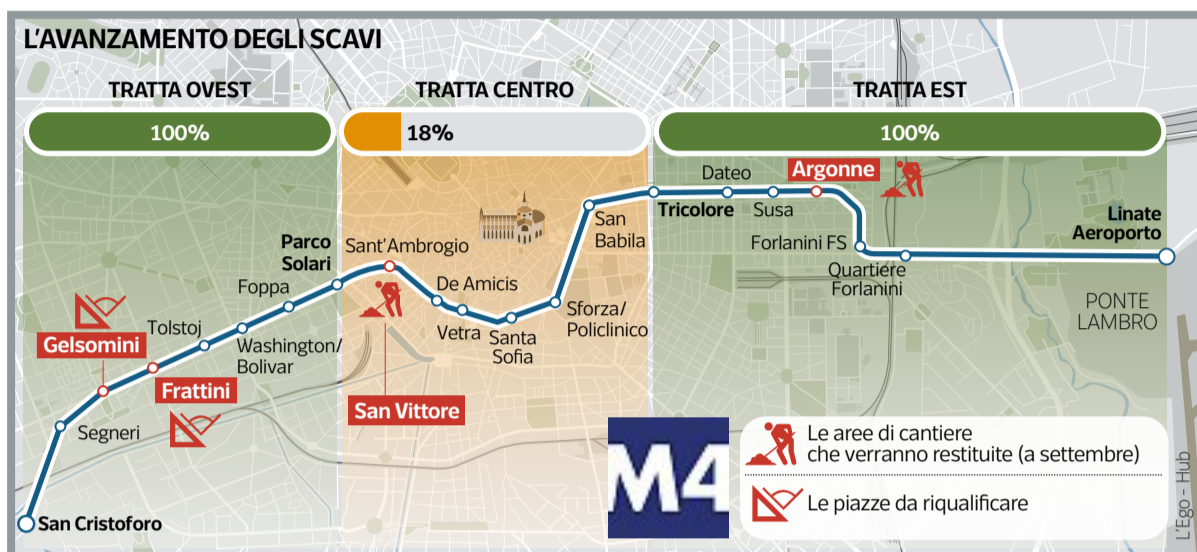 L'AVANZAMENTO DEGLI SCAVI
TRATTA OVEST
TRATTA CENTRO
TRATTA EST
100%
18%
100%
San Cristoforo
Segneri
Gelsomini
Frattini
Tolstoj
Washington/
Bolivar
Foppa
Parco
Solari
Sant'Ambrogio
San Vittore
De Amicis
Vetra
Santa
Sofia
Sforza/
Policlinico
San
Babila
Tricolore
Dateo
Susa
Argonne
Forlanini FS
Quartiere
Forlanini
Linate
Aeroporto
PONTE
LAMBRO
M4
Le aree di cantiere
che verranno restituite (a settembre)
Le piazze da riqualificare
L'Ego - Hub